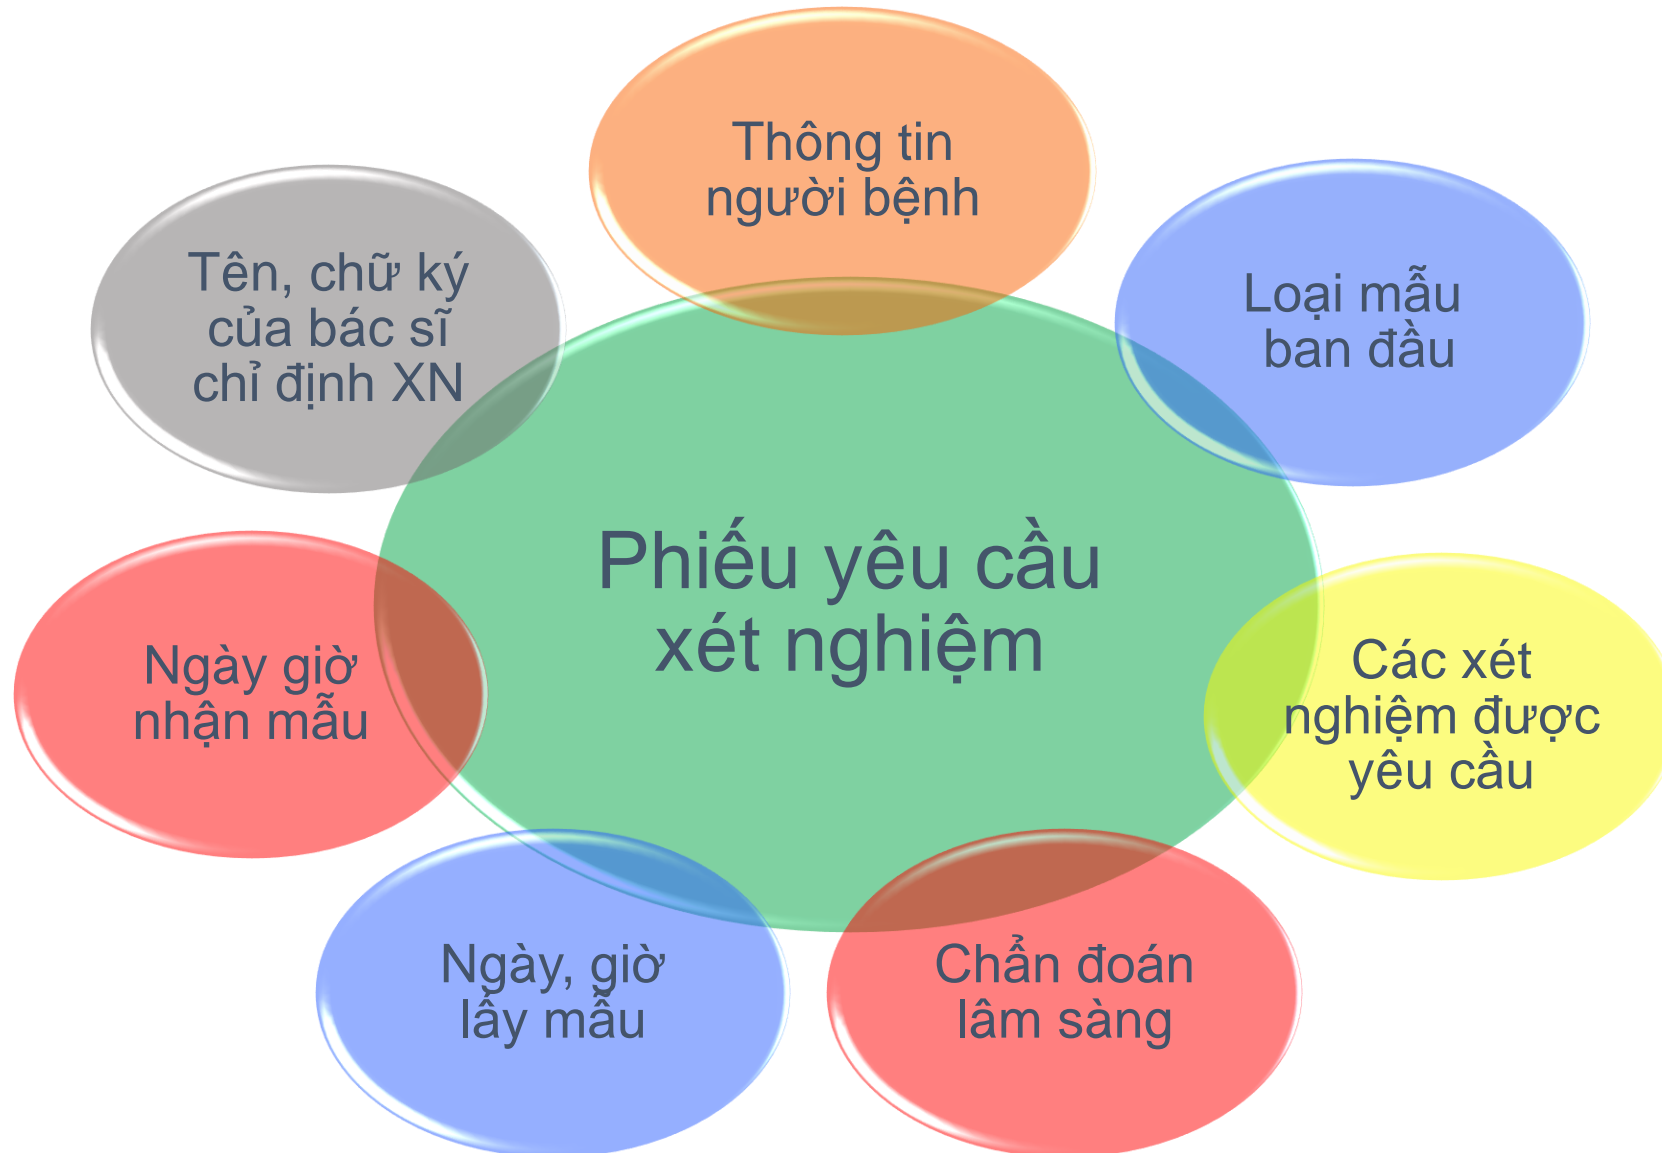 Thông tin
người bệnh
Loại mẫu
ban đầu
Các xét
nghiệm được
yêu cầu
Chẩn đoán
lâm sàng
Ngày, giờ
lấy mẫu
Ngày giờ
nhận mẫu
Tên, chữ ký
của bác sĩ
chỉ định XN
Phiếu yêu cầu
xét nghiệm